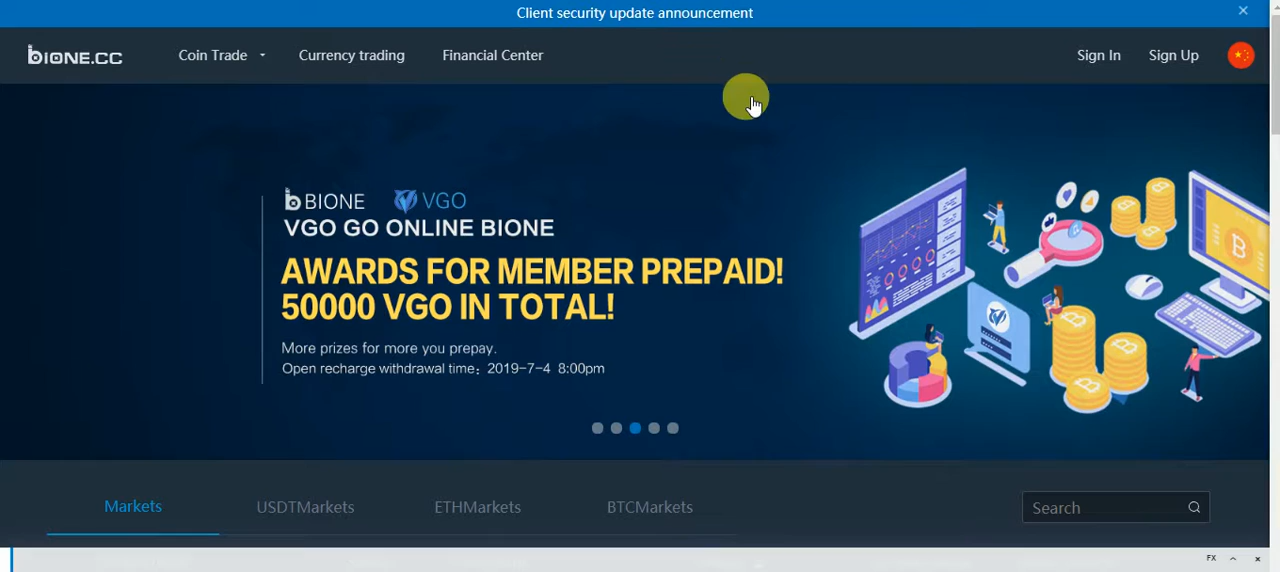 Client security update announcement
bIONE.CC
Coin Trade
Currency trading
Financial Center
Sign In
Sign Up
BIONE
VGO
VGO GO ONLINE BIONE
AWARDS FOR MEMBER PREPAID!
50000 VGO IN TOTAL!
More prizes for more you prepay.
Open recharge withdrawal time：2019-7-4 8:00pm
Markets
USDTMarkets
ETHMarkets
BTCMarkets
Search
FX